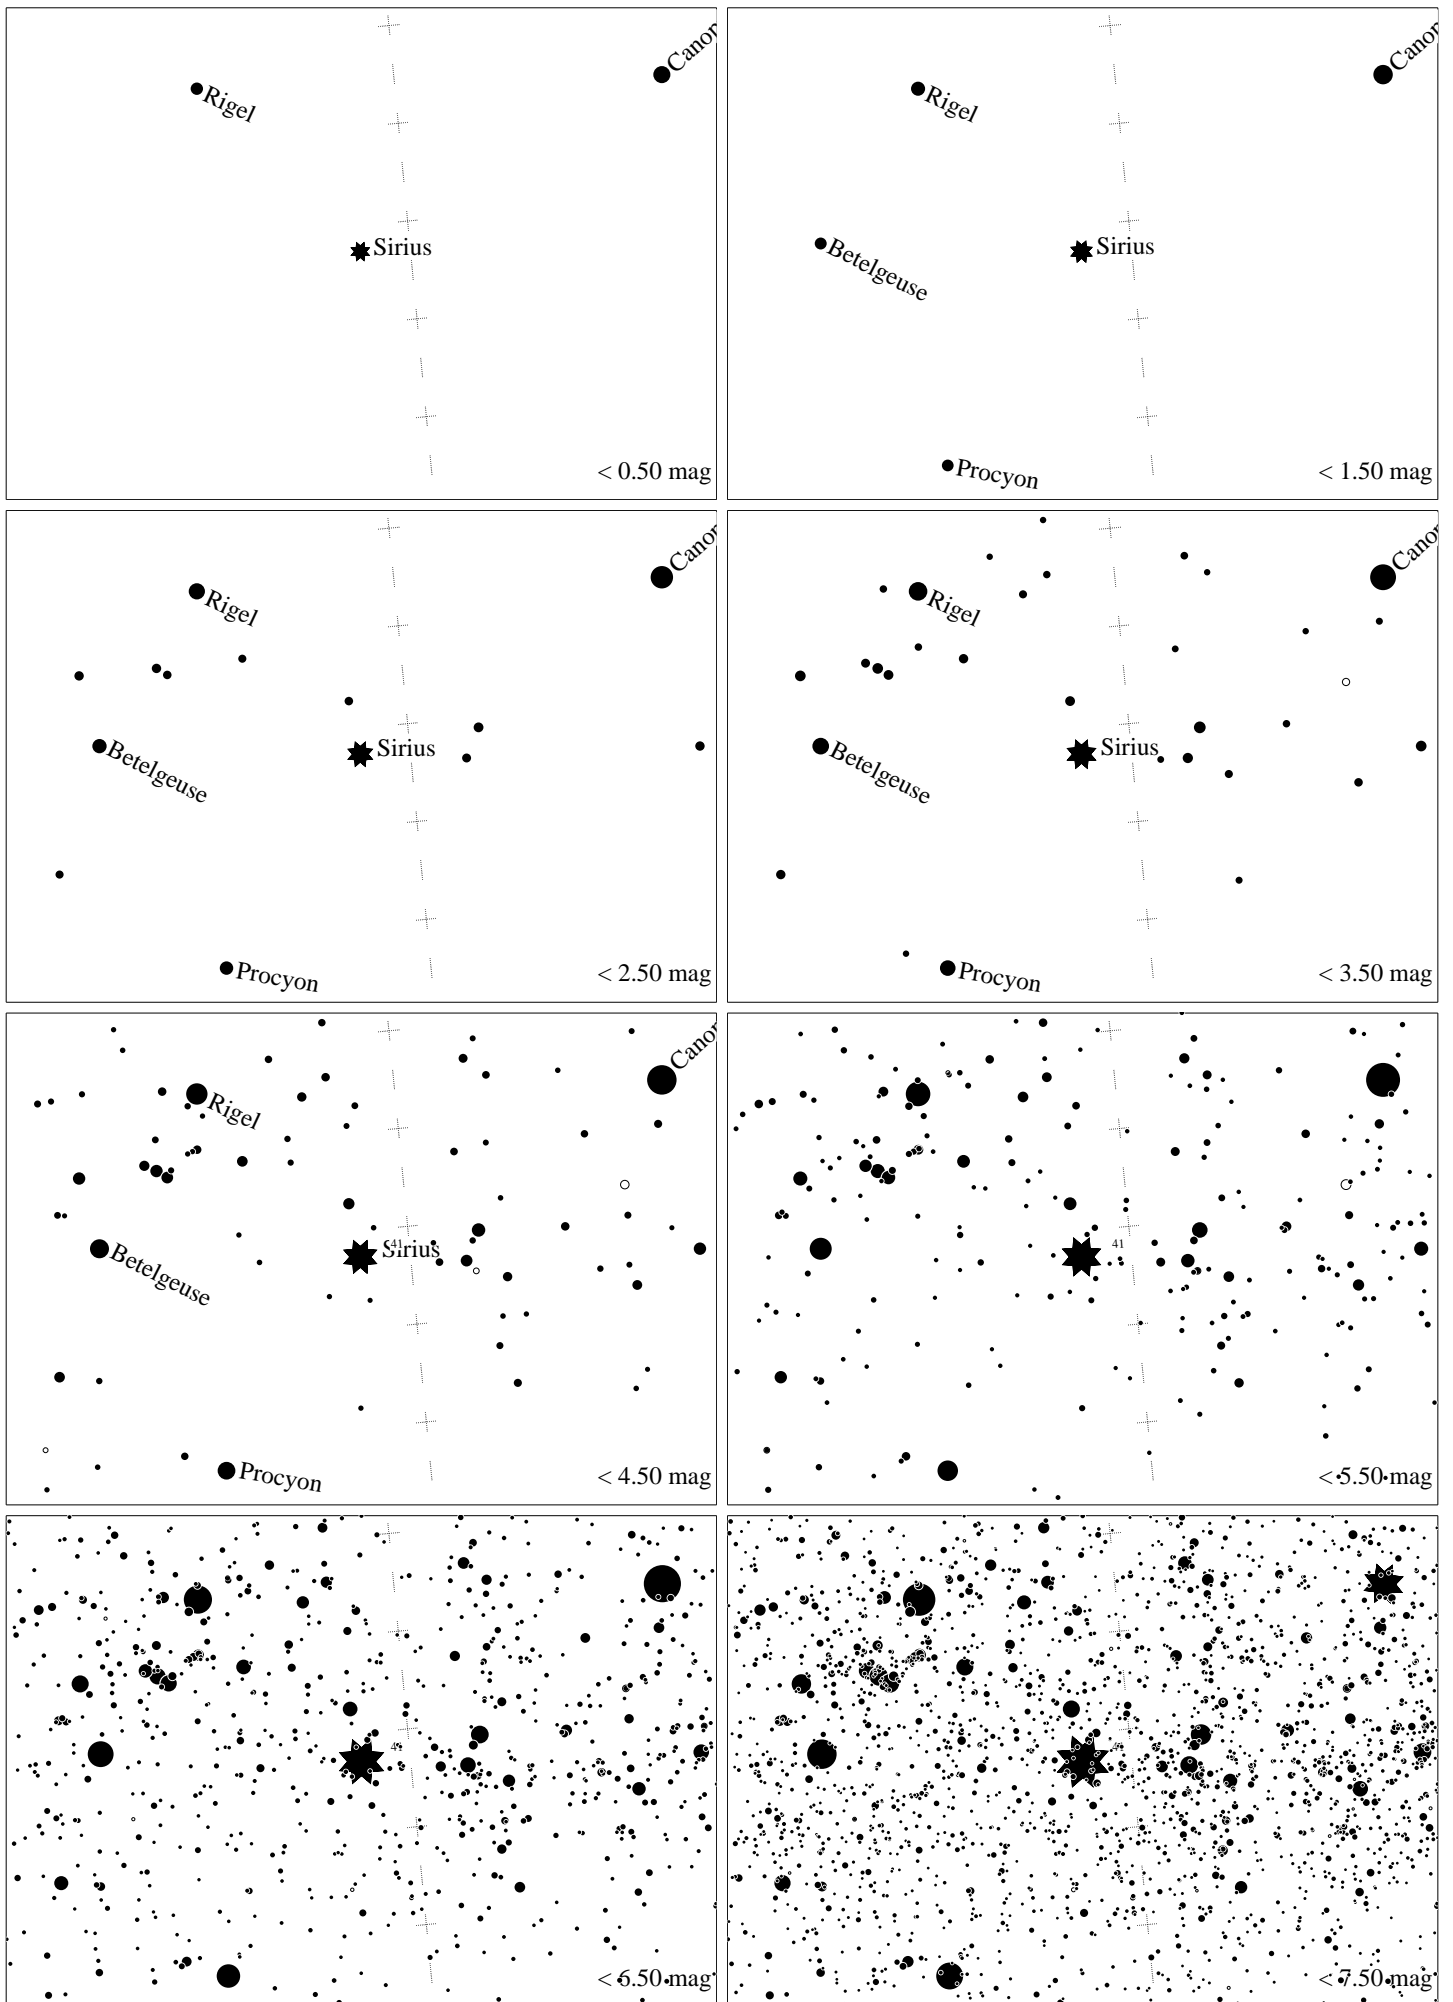 Canop
Rigel
Sirius
< 0.50 mag
Canop
Rigel
Betelgeuse
Sirius
Procyon
< 1.50 mag
Canop
Rigel
Betelgeuse
Sirius
Procyon
< 2.50 mag
Canop
Rigel
Betelgeuse
Sirius
Procyon
< 3.50 mag
Canop
Rigel
41
Sirius
Betelgeuse
Procyon
< 4.50 mag
41
< 5.50 mag
41
< 6.50 mag
< 7.50 mag